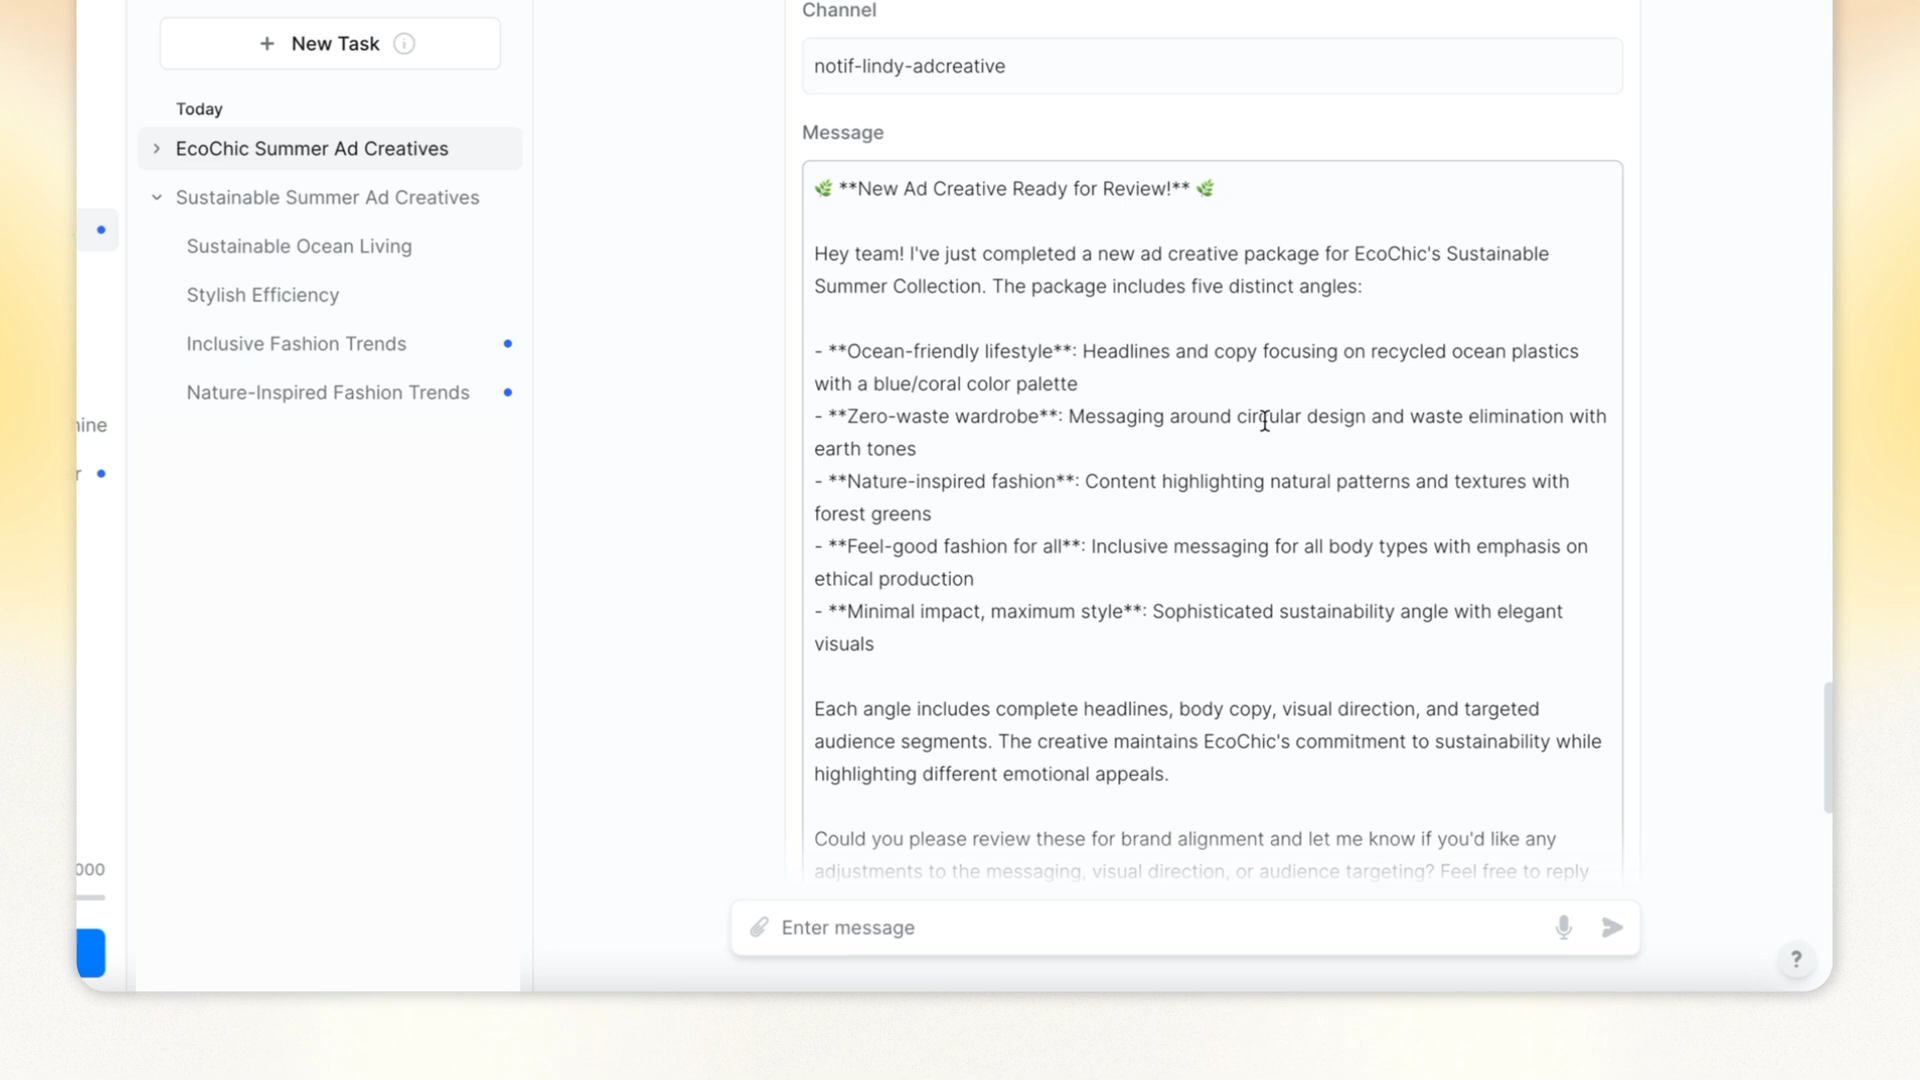 + New Task
Today
EcoChic Summer Ad Creatives
Sustainable Summer Ad Creatives
Sustainable Ocean Living
Stylish Efficiency
Inclusive Fashion Trends
Nature-Inspired Fashion Trends
000
Channel
notif-lindy-adcreative
Message
🌿 **New Ad Creative Ready for Review!** 🌿
Hey team! I've just completed a new ad creative package for EcoChic's Sustainable
Summer Collection. The package includes five distinct angles:
- **Ocean-friendly lifestyle**: Headlines and copy focusing on recycled ocean plastics
with a blue/coral color palette
- **Zero-waste wardrobe**: Messaging around circular design and waste elimination with
earth tones
- **Nature-inspired fashion**: Content highlighting natural patterns and textures with
forest greens
- **Feel-good fashion for all**: Inclusive messaging for all body types with emphasis on
ethical production
- **Minimal impact, maximum style**: Sophisticated sustainability angle with elegant
visuals
Each angle includes complete headlines, body copy, visual direction, and targeted
audience segments. The creative maintains EcoChic's commitment to sustainability while
highlighting different emotional appeals.
Could you please review these for brand alignment and let me know if you'd like any
adjustments to the messaging, visual direction, or audience targeting? Feel free to reply
Enter message
?